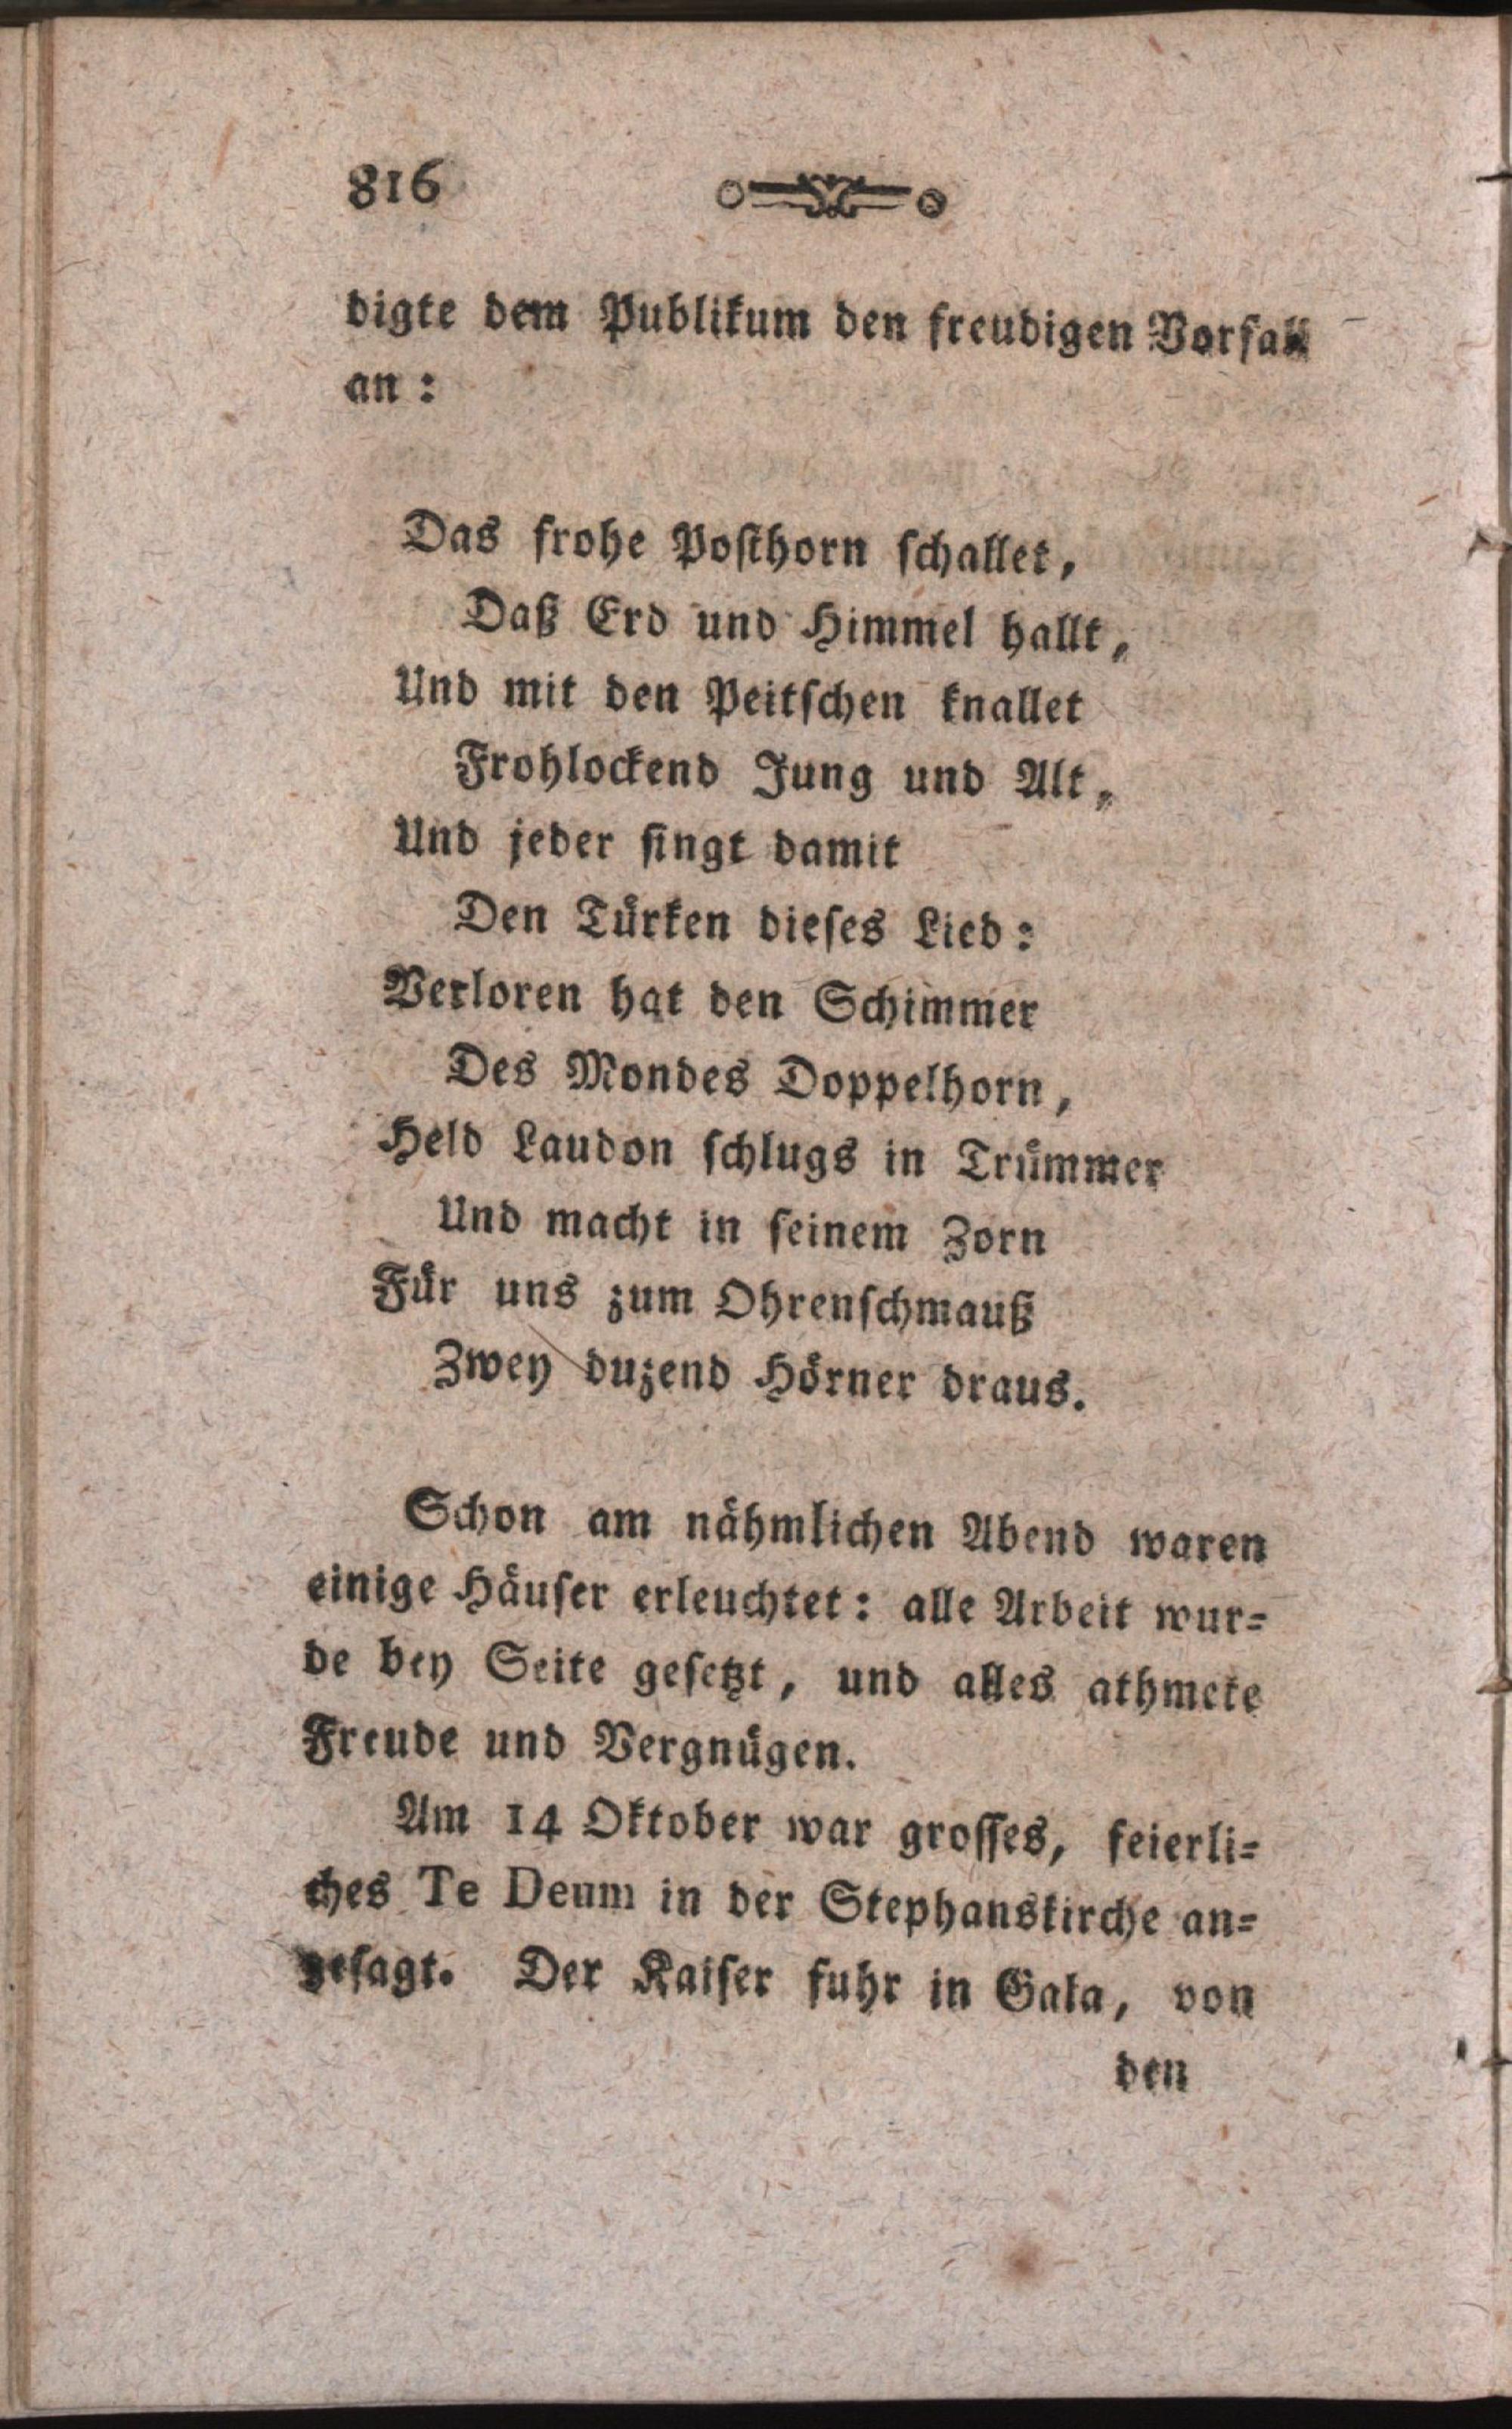 816
digte dem Publikum den freudigen Vorfall
an:
Das frohe Poſthorn ſchallet,
Daß Erd und Himmel hallt,
Und mit den Peitſchen knallet
Frohlockend Jung und Alt,
Und jeder ſingt damit
Den Türken dieſes Lied:
Verloren hat den Schimmer
Des Mondes Doppelhorn,
Held Laudon ſchlugs in Trümmer
Und macht in ſeinem Zorn
Für uns zum Ohrenſchmauß
Zwey duzend Hörner draus.
Schon am nähmlichen Abend waren
einige Häuſer erleuchtet: alle Arbeit wur-
de bey Seite geſetzt, und alles athmete
Freude und Vergnügen.
Am 14 Oktober war groſſes, feierli-
ches Te Deum in der Stephanskirche an-
geſagt. Der Kaiſer fuhr in Gala, von
den